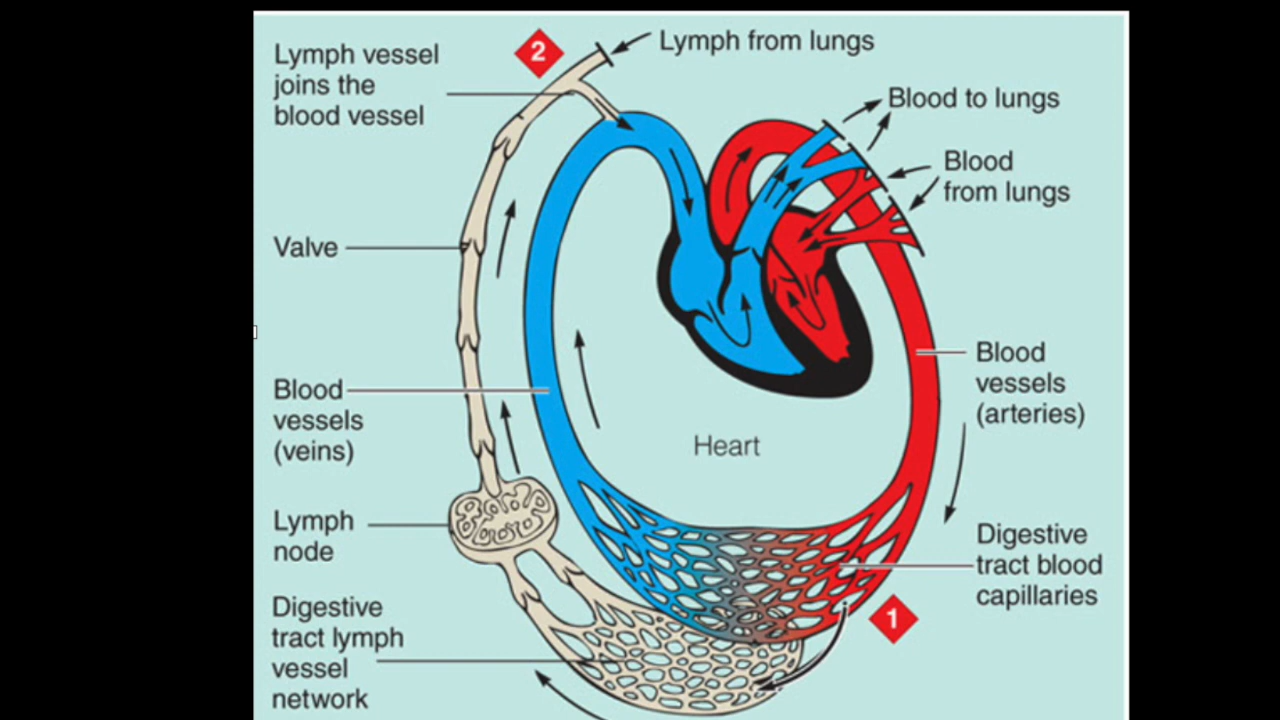 Lymph vessel
joins the
blood vessel
2
Lymph from lungs
Blood to lungs
Blood
from lungs
Valve
Blood
vessels
(veins)
Blood
vessels
(arteries)
Heart
Lymph
node
Digestive
tract blood
capillaries
1
Digestive
tract lymph
vessel
network